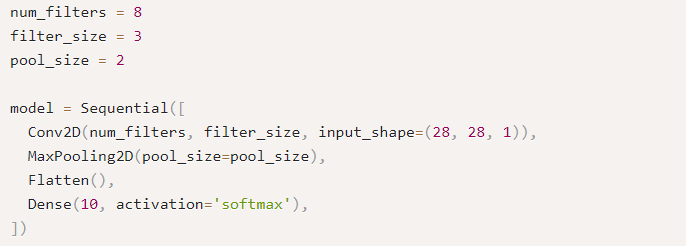 num_filters = 8
filter_size = 3
pool_size = 2

model = Sequential([
  Conv2D(num_filters, filter_size, input_shape=(28, 28, 1)),
  MaxPooling2D(pool_size=pool_size),
  Flatten(),
  Dense(10, activation='softmax'),
])